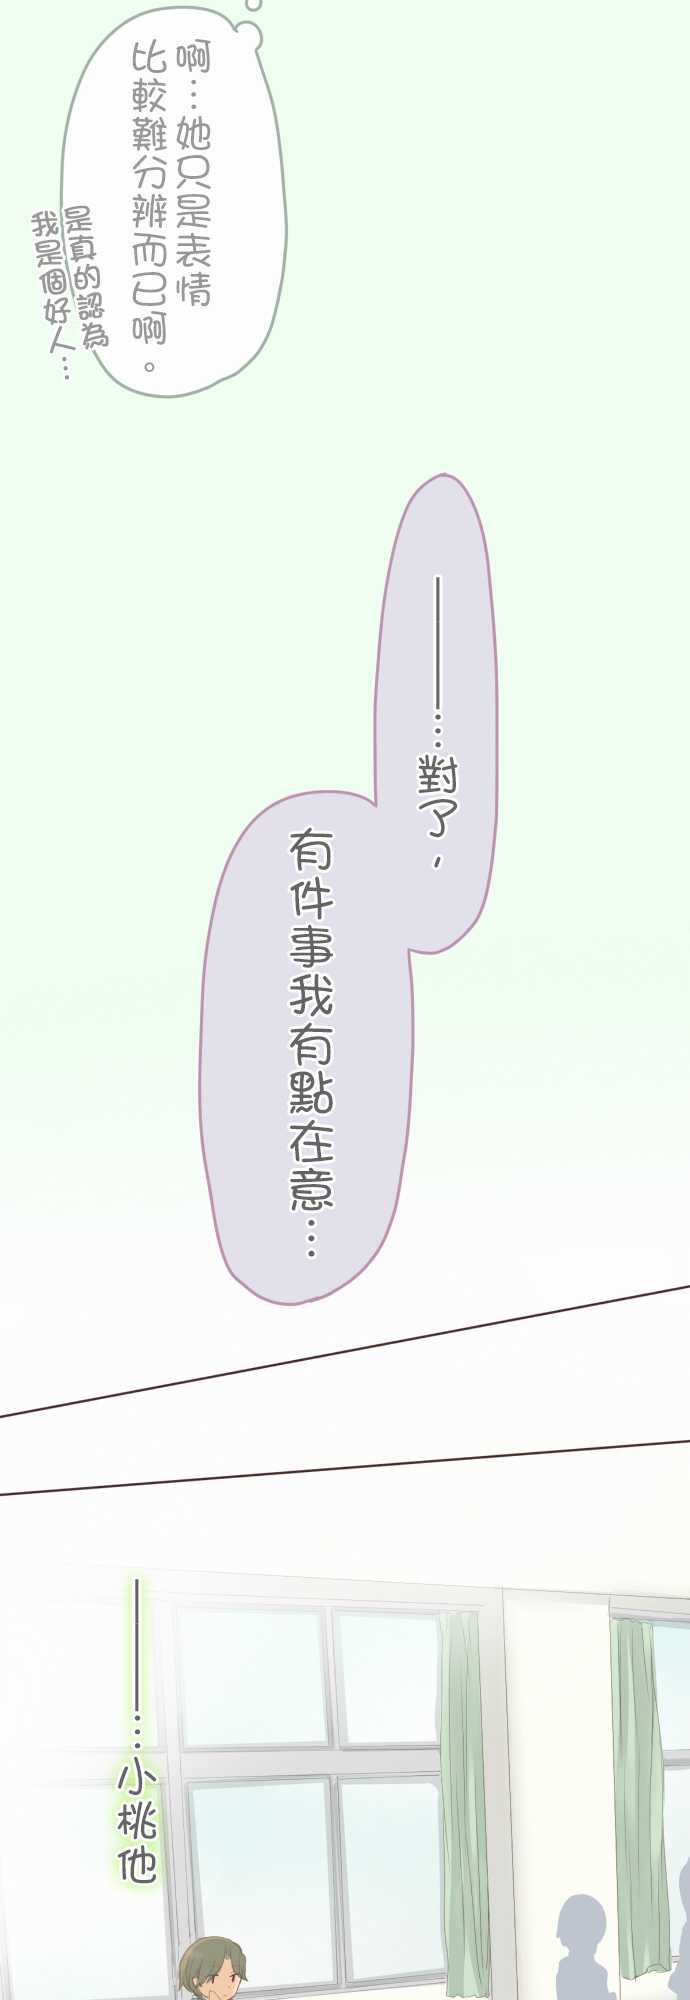 啊…她只是表情
比較難分辨而已啊。
是真的認為
我是個好人…
———…對了，
有件事我有點在意…
———…小桃他